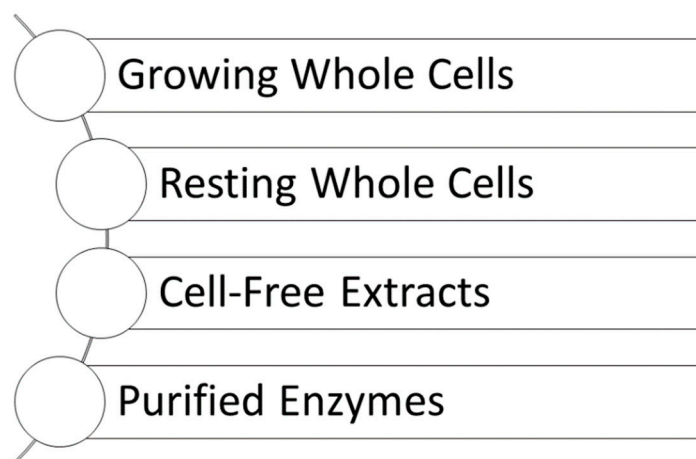 Growing Whole Cells
Resting Whole Cells
Cell-Free Extracts
Purified Enzymes